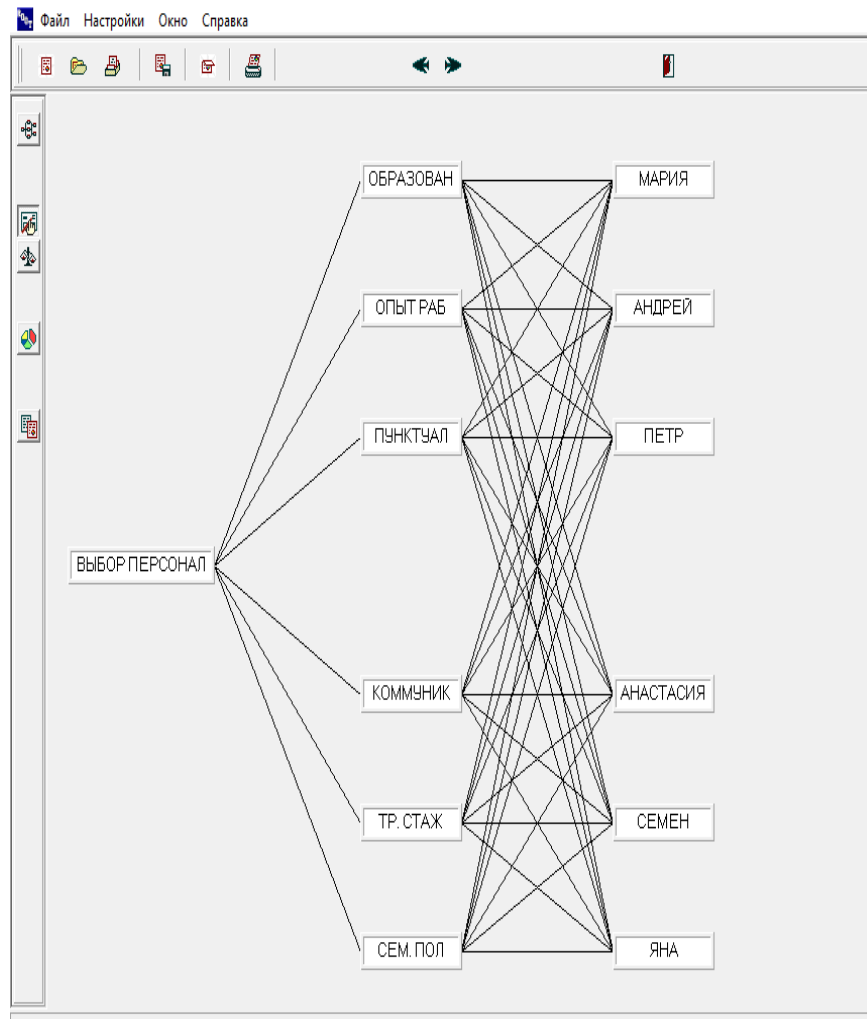 Файл Настройки Окно Справка
ОБРАЗОВАН
МАРИЯ
ОПЫТ РАБ
АНДРЕЙ
ПУНКТУАЛ
ПЕТР
ВЫБОР ПЕРСОНАЛ
КОММУНИК
АНАСТАСИЯ
ТР. СТАЖ
СЕМЕН
СЕМ. ПОЛ
ЯНА